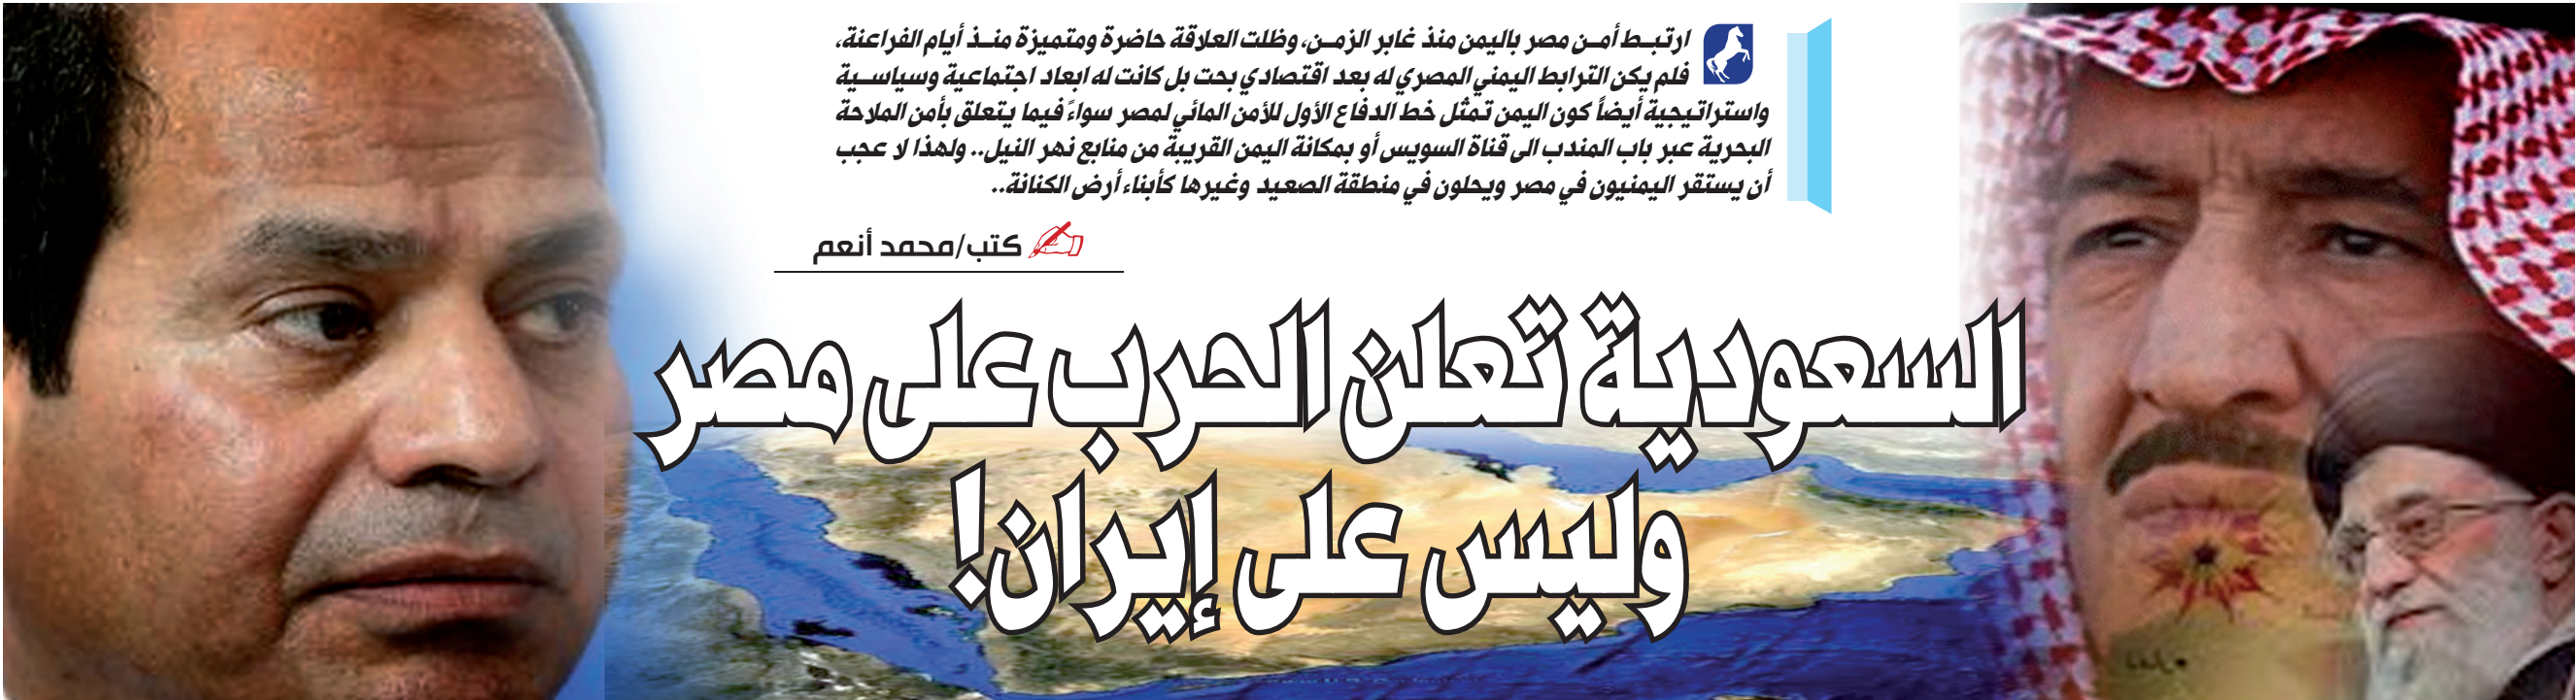 ارتبط أمن مصر باليمن منذ غابر الزمن، وظلت العلاقة حاضرة ومتميزة منذ أيام الفراعنة،
فلم يكن الترابط اليمني المصري له بعد اقتصادي بحت بل كانت له ابعاد اجتماعية وسياسية
واستراتيجية أيضاً كون اليمن تمثل خط الدفاع الأول للأمن المائي لمصر سواءً فيما يتعلق بأمن الملاحة
البحرية عبر باب المندب الى قناة السويس أو بمكانة اليمن القريبة من منابع نهر النيل.. ولهذا لا عجب
أن يستقر اليمنيون في مصر ويحلون في منطقة الصعيد وغيرها كأبناء أرض الكنانة..
كتب/محمد أنعم
السعودية تعلن الحرب على مصر
وليس على إيران!